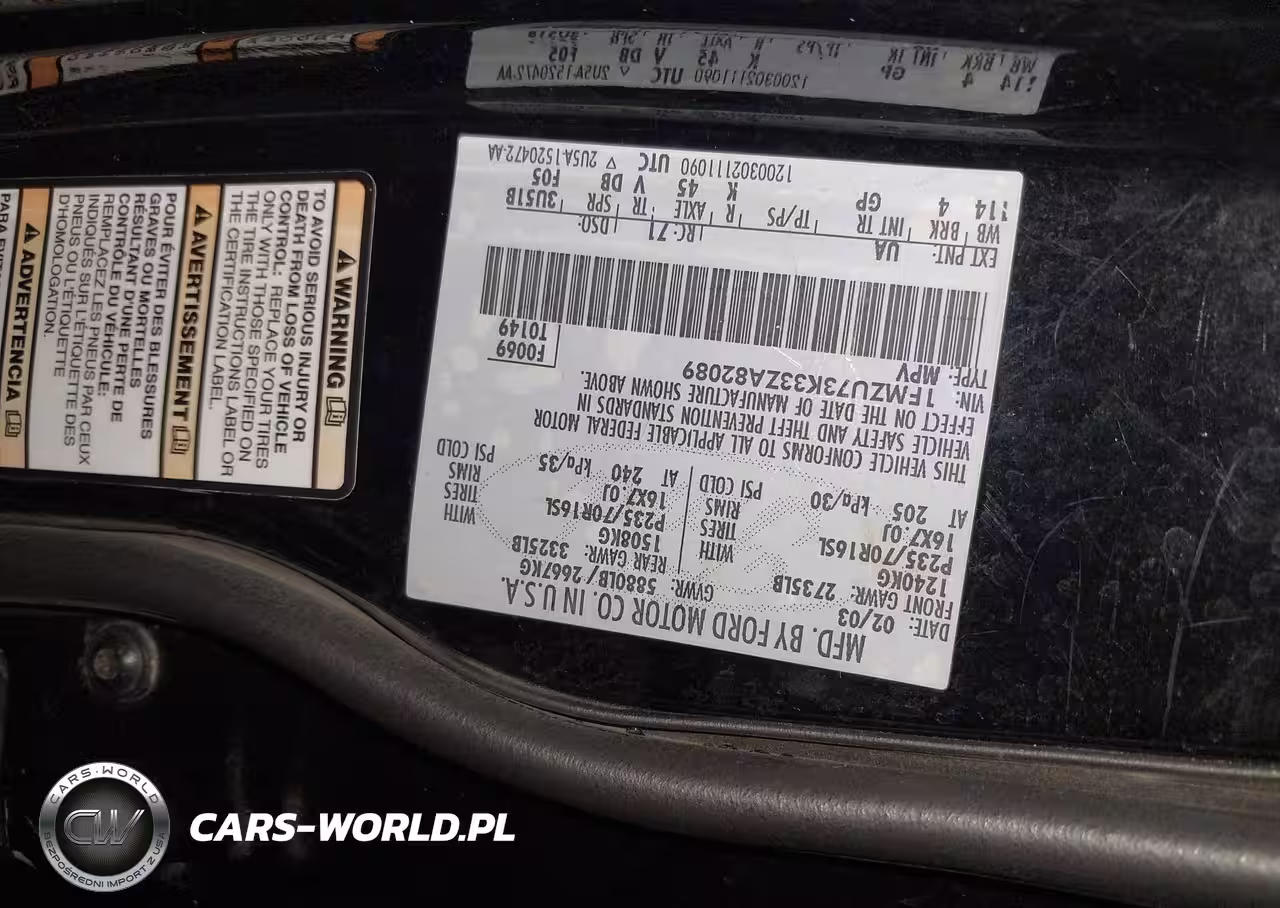 MFD. BY FORD MOTOR CO. IN U.S.A.
DATE: 02/03 GVWR: 5880LB / 2667KG
FRONT GAWR: 2735LB REAR GAWR: 3325LB
1240KG 1508KG
P235/70R16SL WITH TIRES P235/70R16SL WITH TIRES
16X7.0J RIMS 16X7.0J RIMS
AT 205 kPa/30 PSI COLD AT 240 kPa/35 PSI COLD
THIS VEHICLE CONFORMS TO ALL APPLICABLE FEDERAL MOTOR
VEHICLE SAFETY AND THEFT PREVENTION STANDARDS IN
EFFECT ON THE DATE OF MANUFACTURE SHOWN ABOVE.
VIN: 1FMZU73K33ZA82089
TYPE: MPV
F0069
T0149
EXT PNT: UA RC: 71 DSO:
WB BRK INT TR TP/PS R AXLE TR SPR 3U51B
114 4 GP K 45 V DB F05
1200302111090 UTC 2U5A-1520472-AA
WARNING
TO AVOID SERIOUS INJURY OR
DEATH FROM LOSS OF VEHICLE
CONTROL: REPLACE YOUR TIRES
ONLY WITH THOSE SPECIFIED ON
THE TIRE INSTRUCTIONS LABEL OR
THE CERTIFICATION LABEL.
AVERTISSEMENT
POUR ÉVITER DES BLESSURES
GRAVES OU MORTELLES
RÉSULTANT D'UNE PERTE DE
CONTRÔLE DU VÉHICULE:
REMPLACEZ LES PNEUS PAR CEUX
INDIQUÉS SUR L'ÉTIQUETTE DES
PNEUS OU L'ÉTIQUETTE
D'HOMOLOGATION.
ADVERTENCIA
CARS-WORLD
CW
BEZPOŚREDNI IMPORT Z USA
CARS-WORLD.PL